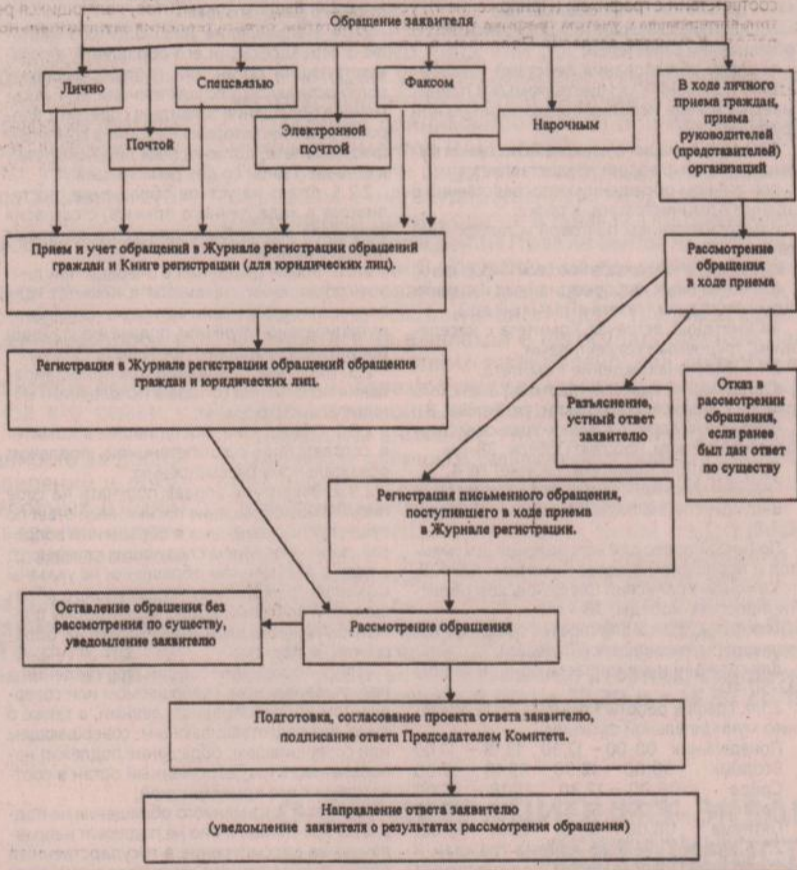 Обращение заявителя
Лично
Спецсвязью
Факсом
В ходе личного
приема граждан,
приема
руководителей
(представителей)
организаций
Почтой
Электронной
почтой
Нарочным
Прием и учет обращений в Журнале регистрации обращений
граждан и Книге регистрации (для юридических лиц).
Рассмотрение
обращения
в ходе приема
Регистрация в Журнале регистрации обращений обращения
граждан и юридических лиц.
Разъяснение,
устный ответ
заявителю
Отказ в
рассмотрении
обращения,
если ранее
был дан ответ
по существу
Регистрация письменного обращения,
поступившего в ходе приема
в Журнале регистрации.
Оставление обращения без
рассмотрения по существу,
уведомление заявителю
Рассмотрение обращения
Подготовка, согласование проекта ответа заявителю,
подписание ответа Председателем Комитета.
Направление ответа заявителю
(уведомление заявителя о результатах рассмотрения обращения)